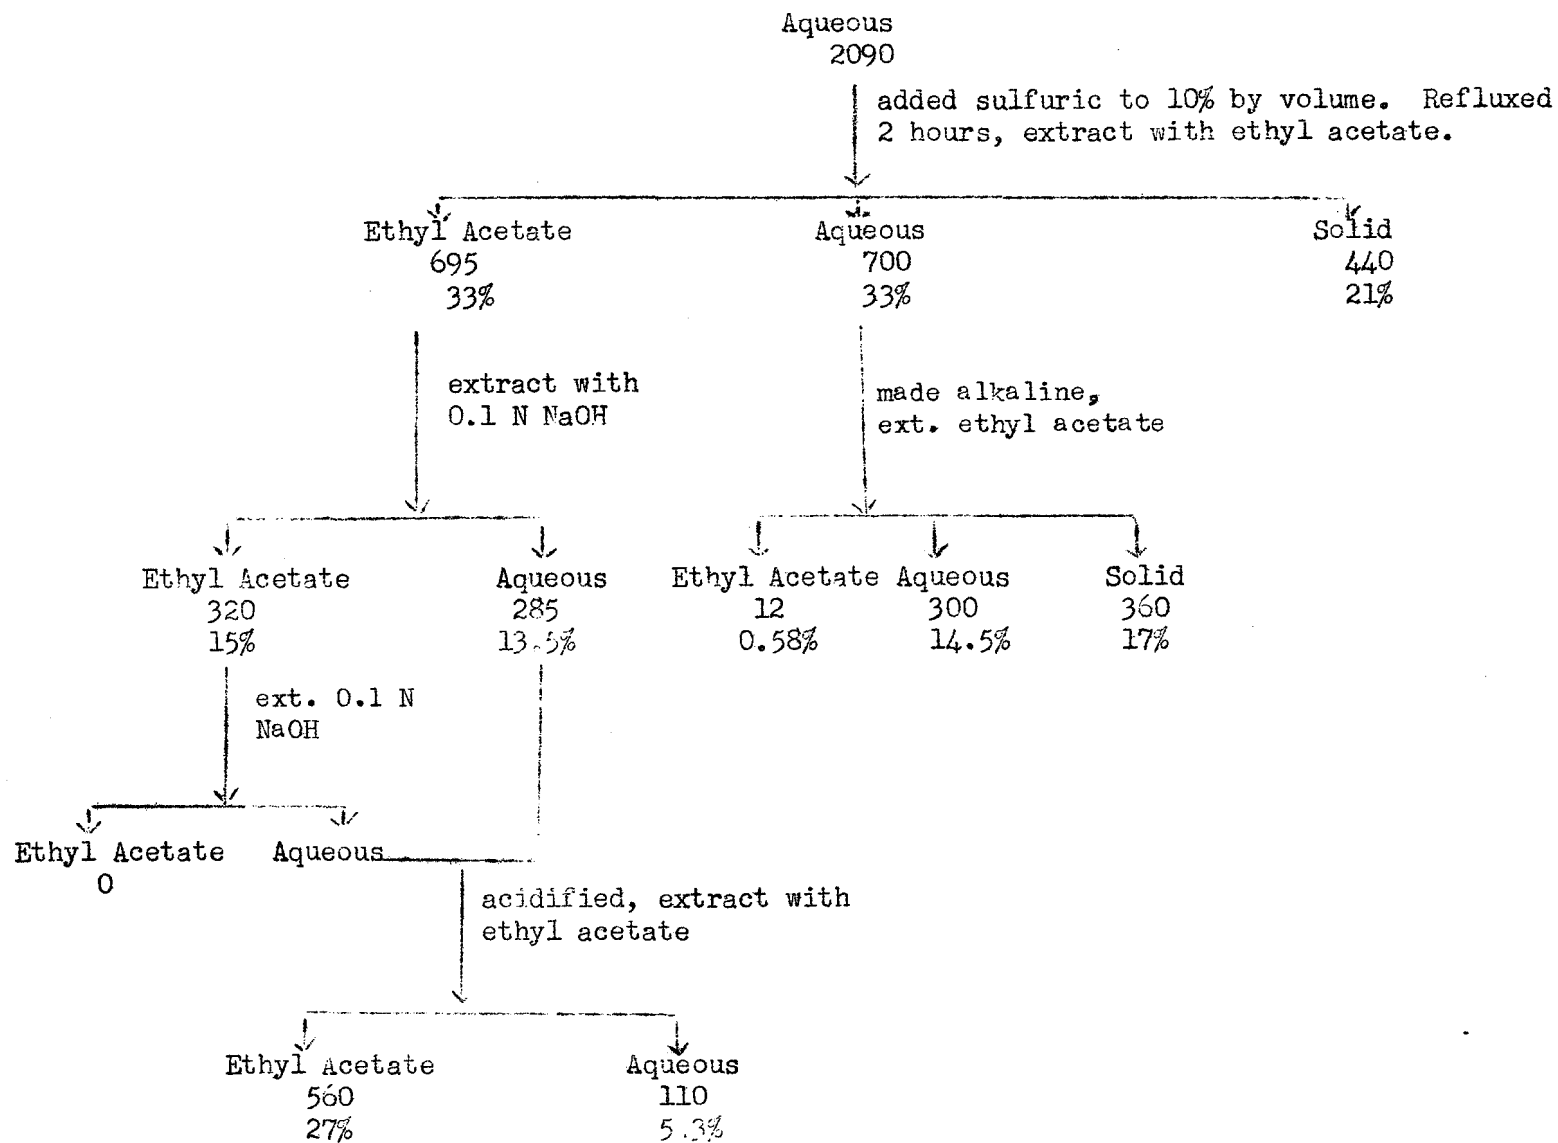 Aqueous
2090
added sulfuric to 10% by volume. Refluxed
2 hours, extract with ethyl acetate.
Ethyl Acetate
695
33%
Aqueous
700
33%
Solid
440
21%
extract with
0.1 N NaOH
made alkaline,
ext. ethyl acetate
Ethyl Acetate
320
15%
Aqueous
285
13.5%
Ethyl Acetate
12
0.58%
Aqueous
300
14.5%
Solid
360
17%
ext. 0.1 N
NaOH
Ethyl Acetate
0
Aqueous
acidified, extract with
ethyl acetate
Ethyl Acetate
560
27%
Aqueous
110
5.3%